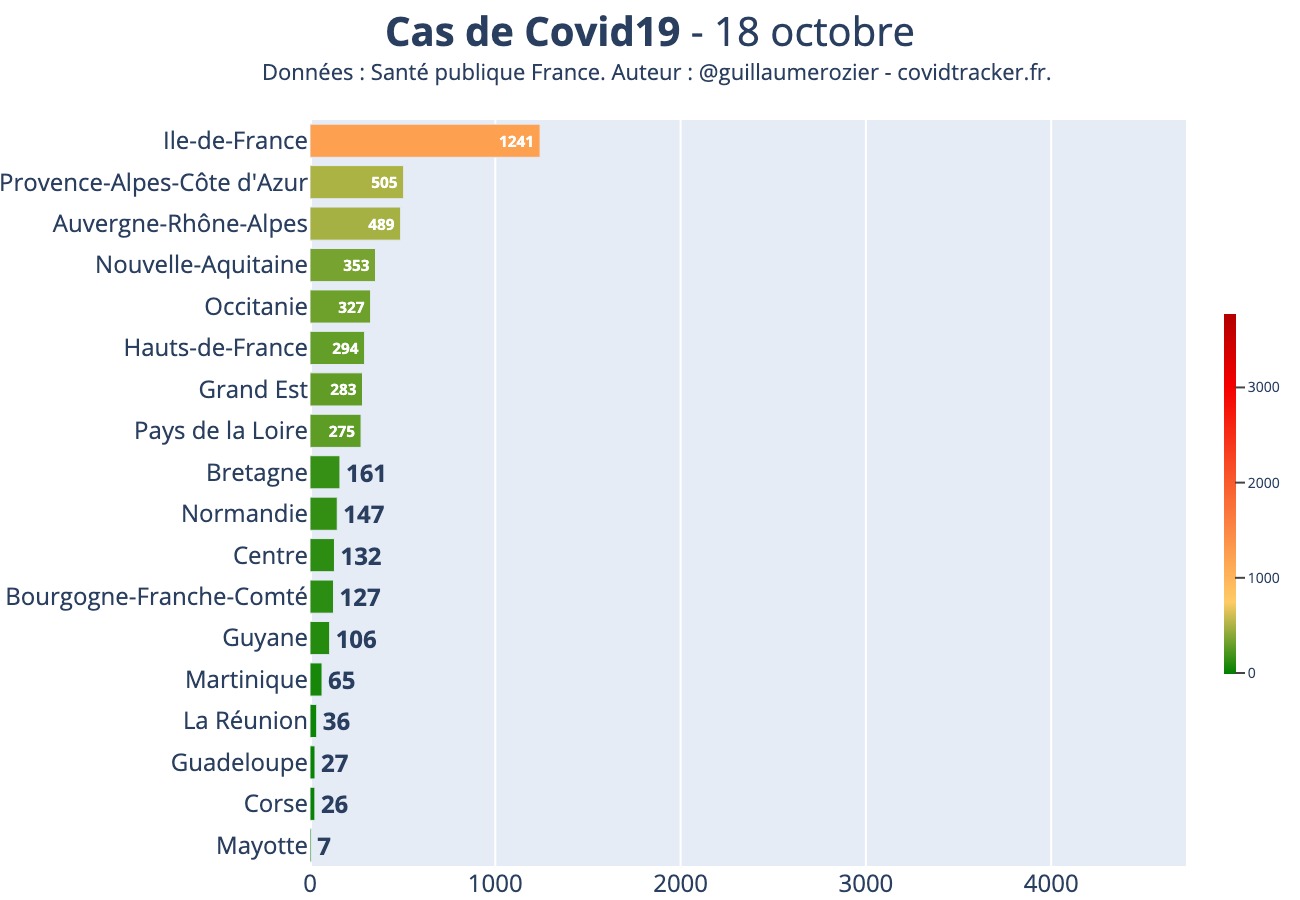 Cas de Covid19 - 18 octobre
Données : Santé publique France. Auteur : @guillaumerozier - covidtracker.fr.
Ile-de-France 1241
Provence-Alpes-Côte d'Azur 505
Auvergne-Rhône-Alpes 489
Nouvelle-Aquitaine 353
Occitanie 327
Hauts-de-France 294
Grand Est 283
Pays de la Loire 275
Bretagne 161
Normandie 147
Centre 132
Bourgogne-Franche-Comté 127
Guyane 106
Martinique 65
La Réunion 36
Guadeloupe 27
Corse 26
Mayotte 7
0 1000 2000 3000 4000
3000
2000
1000
0